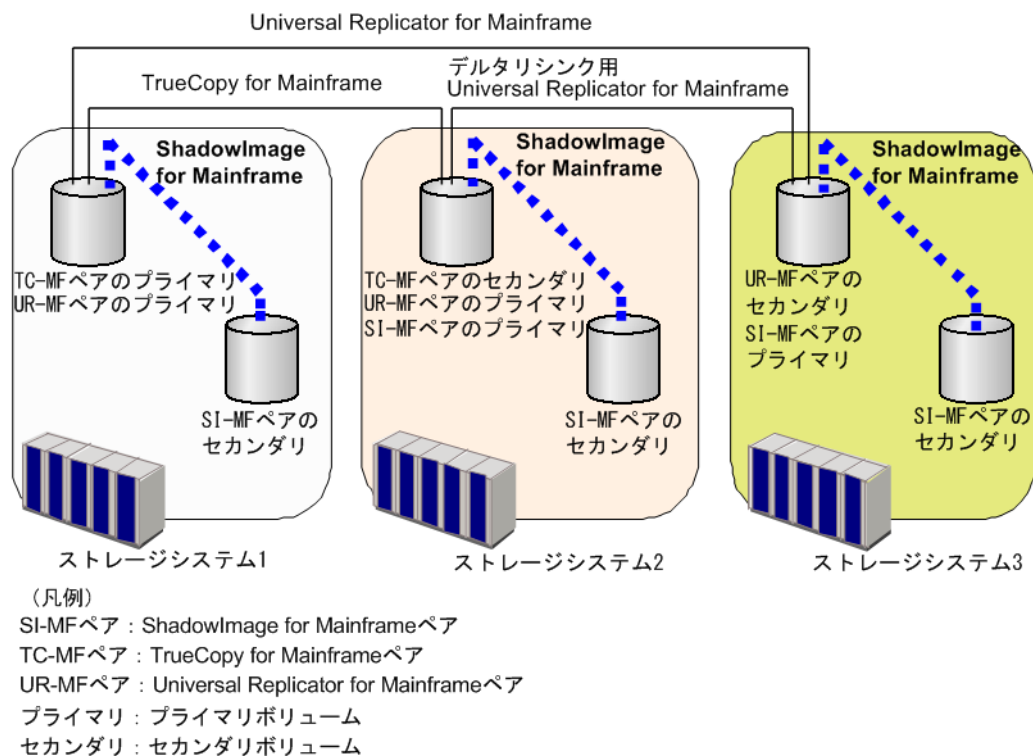 Universal Replicator for Mainframe
TrueCopy for Mainframe
デルタリシンク用
Universal Replicator for Mainframe
ShadowImage
for Mainframe
TC-MFペアのプライマリ
UR-MFペアのプライマリ
SI-MFペアの
セカンダリ
ストレージシステム1
ShadowImage
for Mainframe
TC-MFペアのセカンダリ
UR-MFペアのプライマリ
SI-MFペアのプライマリ
SI-MFペアの
セカンダリ
ストレージシステム2
ShadowImage
for Mainframe
UR-MFペアの
セカンダリ
SI-MFペアの
プライマリ
SI-MFペアの
セカンダリ
ストレージシステム3
（凡例）
SI-MFペア：ShadowImage for Mainframeペア
TC-MFペア：TrueCopy for Mainframeペア
UR-MFペア：Universal Replicator for Mainframeペア
プライマリ：プライマリボリューム
セカンダリ：セカンダリボリューム